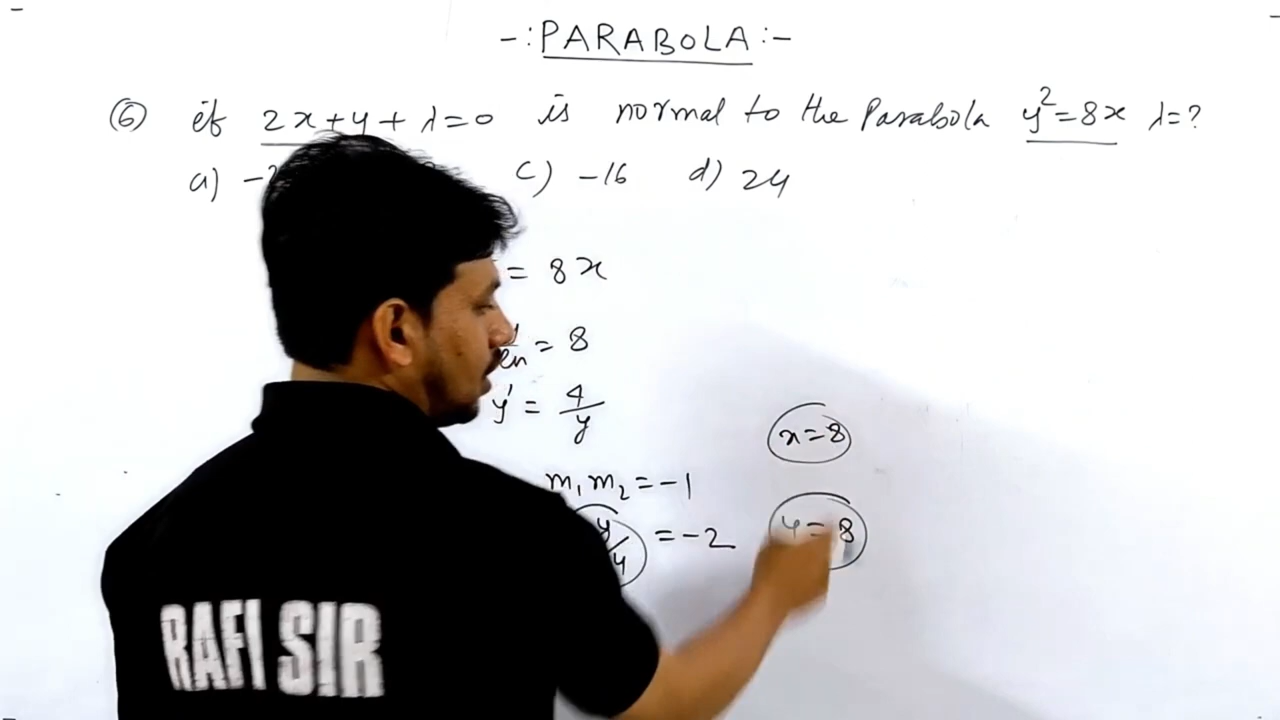 -: PARABOLA :-
⑥ if 2x+y+λ=0 is normal to the Parabola y²=8x λ=?
a) - c) -16 d) 24
= 8x
= 8
y' = 4/y
x=8
m₁m₂=-1
y/4 =-2
y=8
RAFI SIR